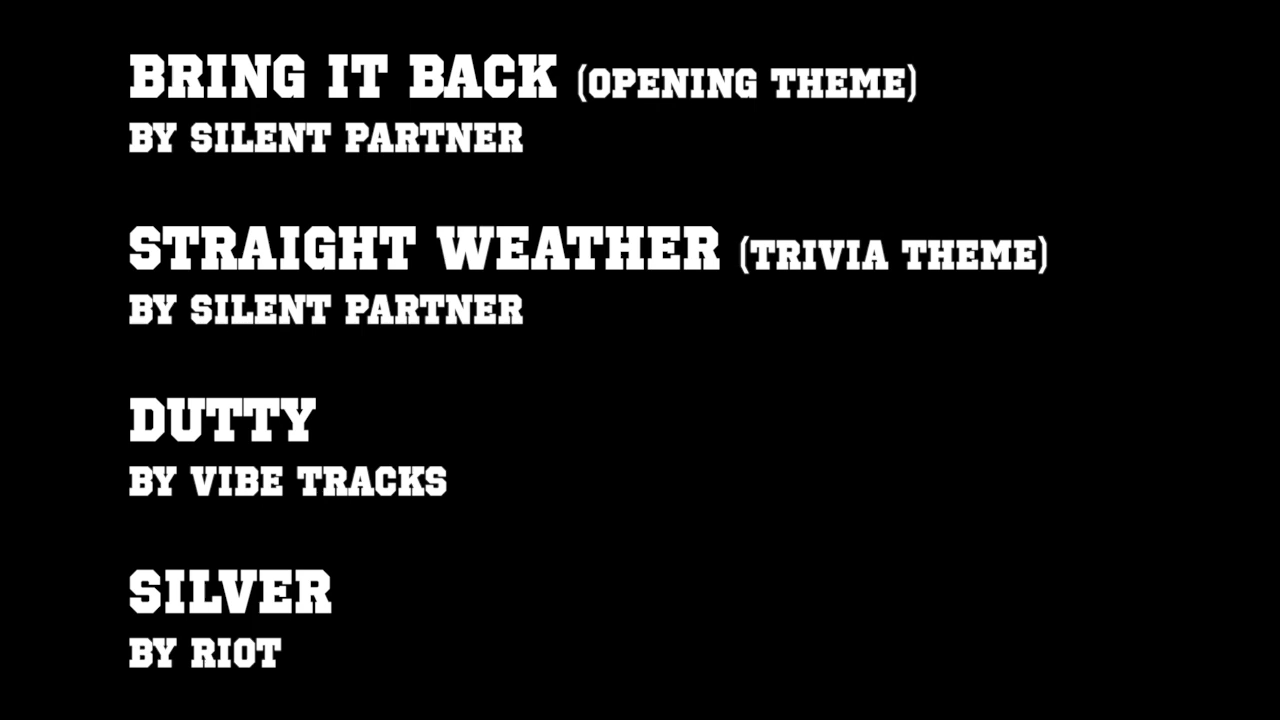 BRING IT BACK (OPENING THEME)
BY SILENT PARTNER
STRAIGHT WEATHER (TRIVIA THEME)
BY SILENT PARTNER
DUTTY
BY VIBE TRACKS
SILVER
BY RIOT